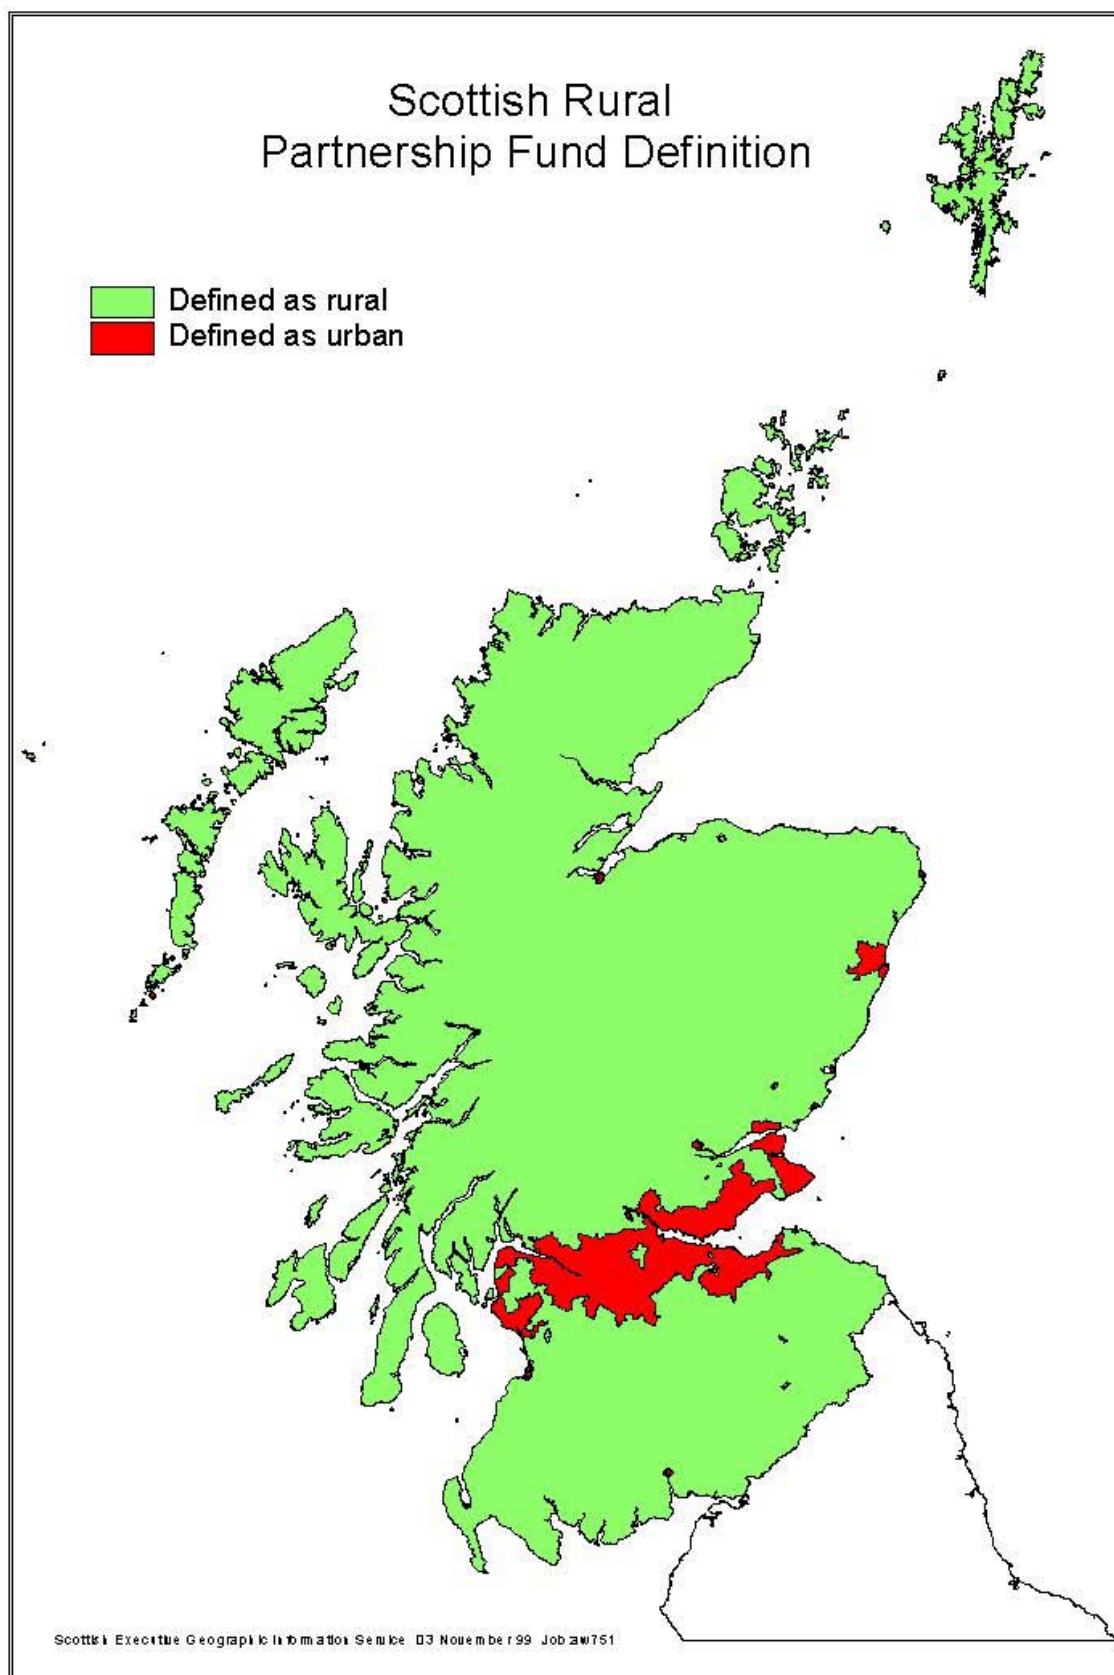 Scottish Rural
Partnership Fund Definition
Defined as rural
Defined as urban
Scottish Executive Geographic Information Service 03 November 99 Job zaw751